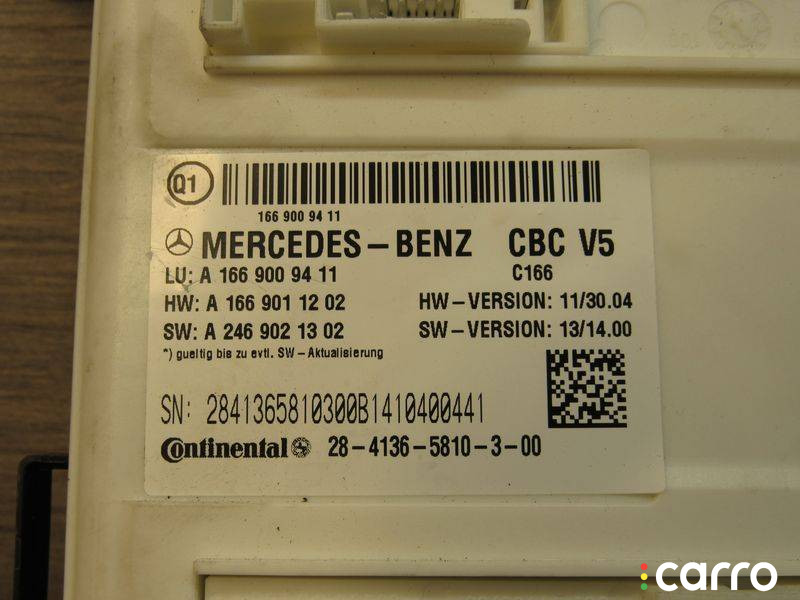 Q1
166 900 94 11
MERCEDES-BENZ CBC V5
C166
LU: A 166 900 94 11
HW: A 166 901 12 02 HW-VERSION: 11/30.04
SW: A 246 902 13 02 SW-VERSION: 13/14.00
*) gueltig bis zu evtl. SW-Aktualisierung
SN: 2841365810300B1410400441
Continental 28-4136-5810-3-00
:carro